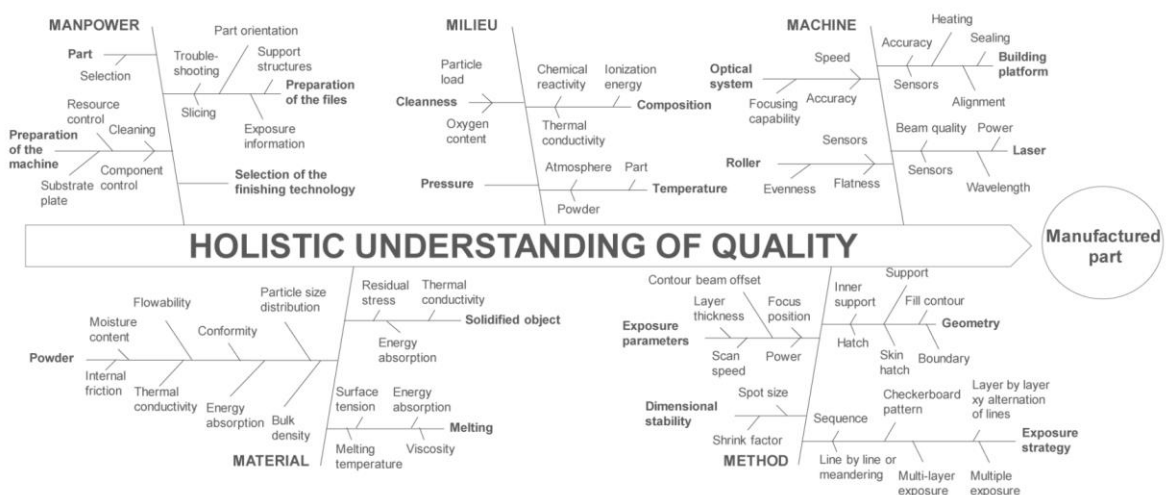 MANPOWER
Part
Selection
Trouble-
shooting
Part orientation
Support
structures
Preparation
of the files
Slicing
Exposure
information
Resource
control
Cleaning
Preparation
of the
machine
Component
control
Substrate
plate
Selection of the
finishing technology
MILIEU
Particle
load
Cleanness
Oxygen
content
Chemical
reactivity
Ionization
energy
Composition
Thermal
conductivity
Pressure
Atmosphere
Part
Temperature
Powder
MACHINE
Optical
system
Speed
Focusing
capability
Accuracy
Accuracy
Heating
Sealing
Building
platform
Sensors
Alignment
Roller
Sensors
Evenness
Flatness
Beam quality
Power
Laser
Sensors
Wavelength
HOLISTIC UNDERSTANDING OF QUALITY
Manufactured
part
Powder
Moisture
content
Flowability
Conformity
Particle size
distribution
Internal
friction
Thermal
conductivity
Energy
absorption
Bulk
density
Residual
stress
Thermal
conductivity
Solidified object
Energy
absorption
Surface
tension
Energy
absorption
Melting
Melting
temperature
Viscosity
MATERIAL
Exposure
parameters
Contour beam offset
Layer
thickness
Focus
position
Scan
speed
Power
Inner
support
Support
Fill contour
Geometry
Hatch
Skin
hatch
Boundary
Dimensional
stability
Spot size
Shrink factor
Sequence
Checkerboard
pattern
Layer by layer
xy alternation
of lines
Exposure
strategy
Line by line or
meandering
Multi-layer
exposure
Multiple
exposure
METHOD